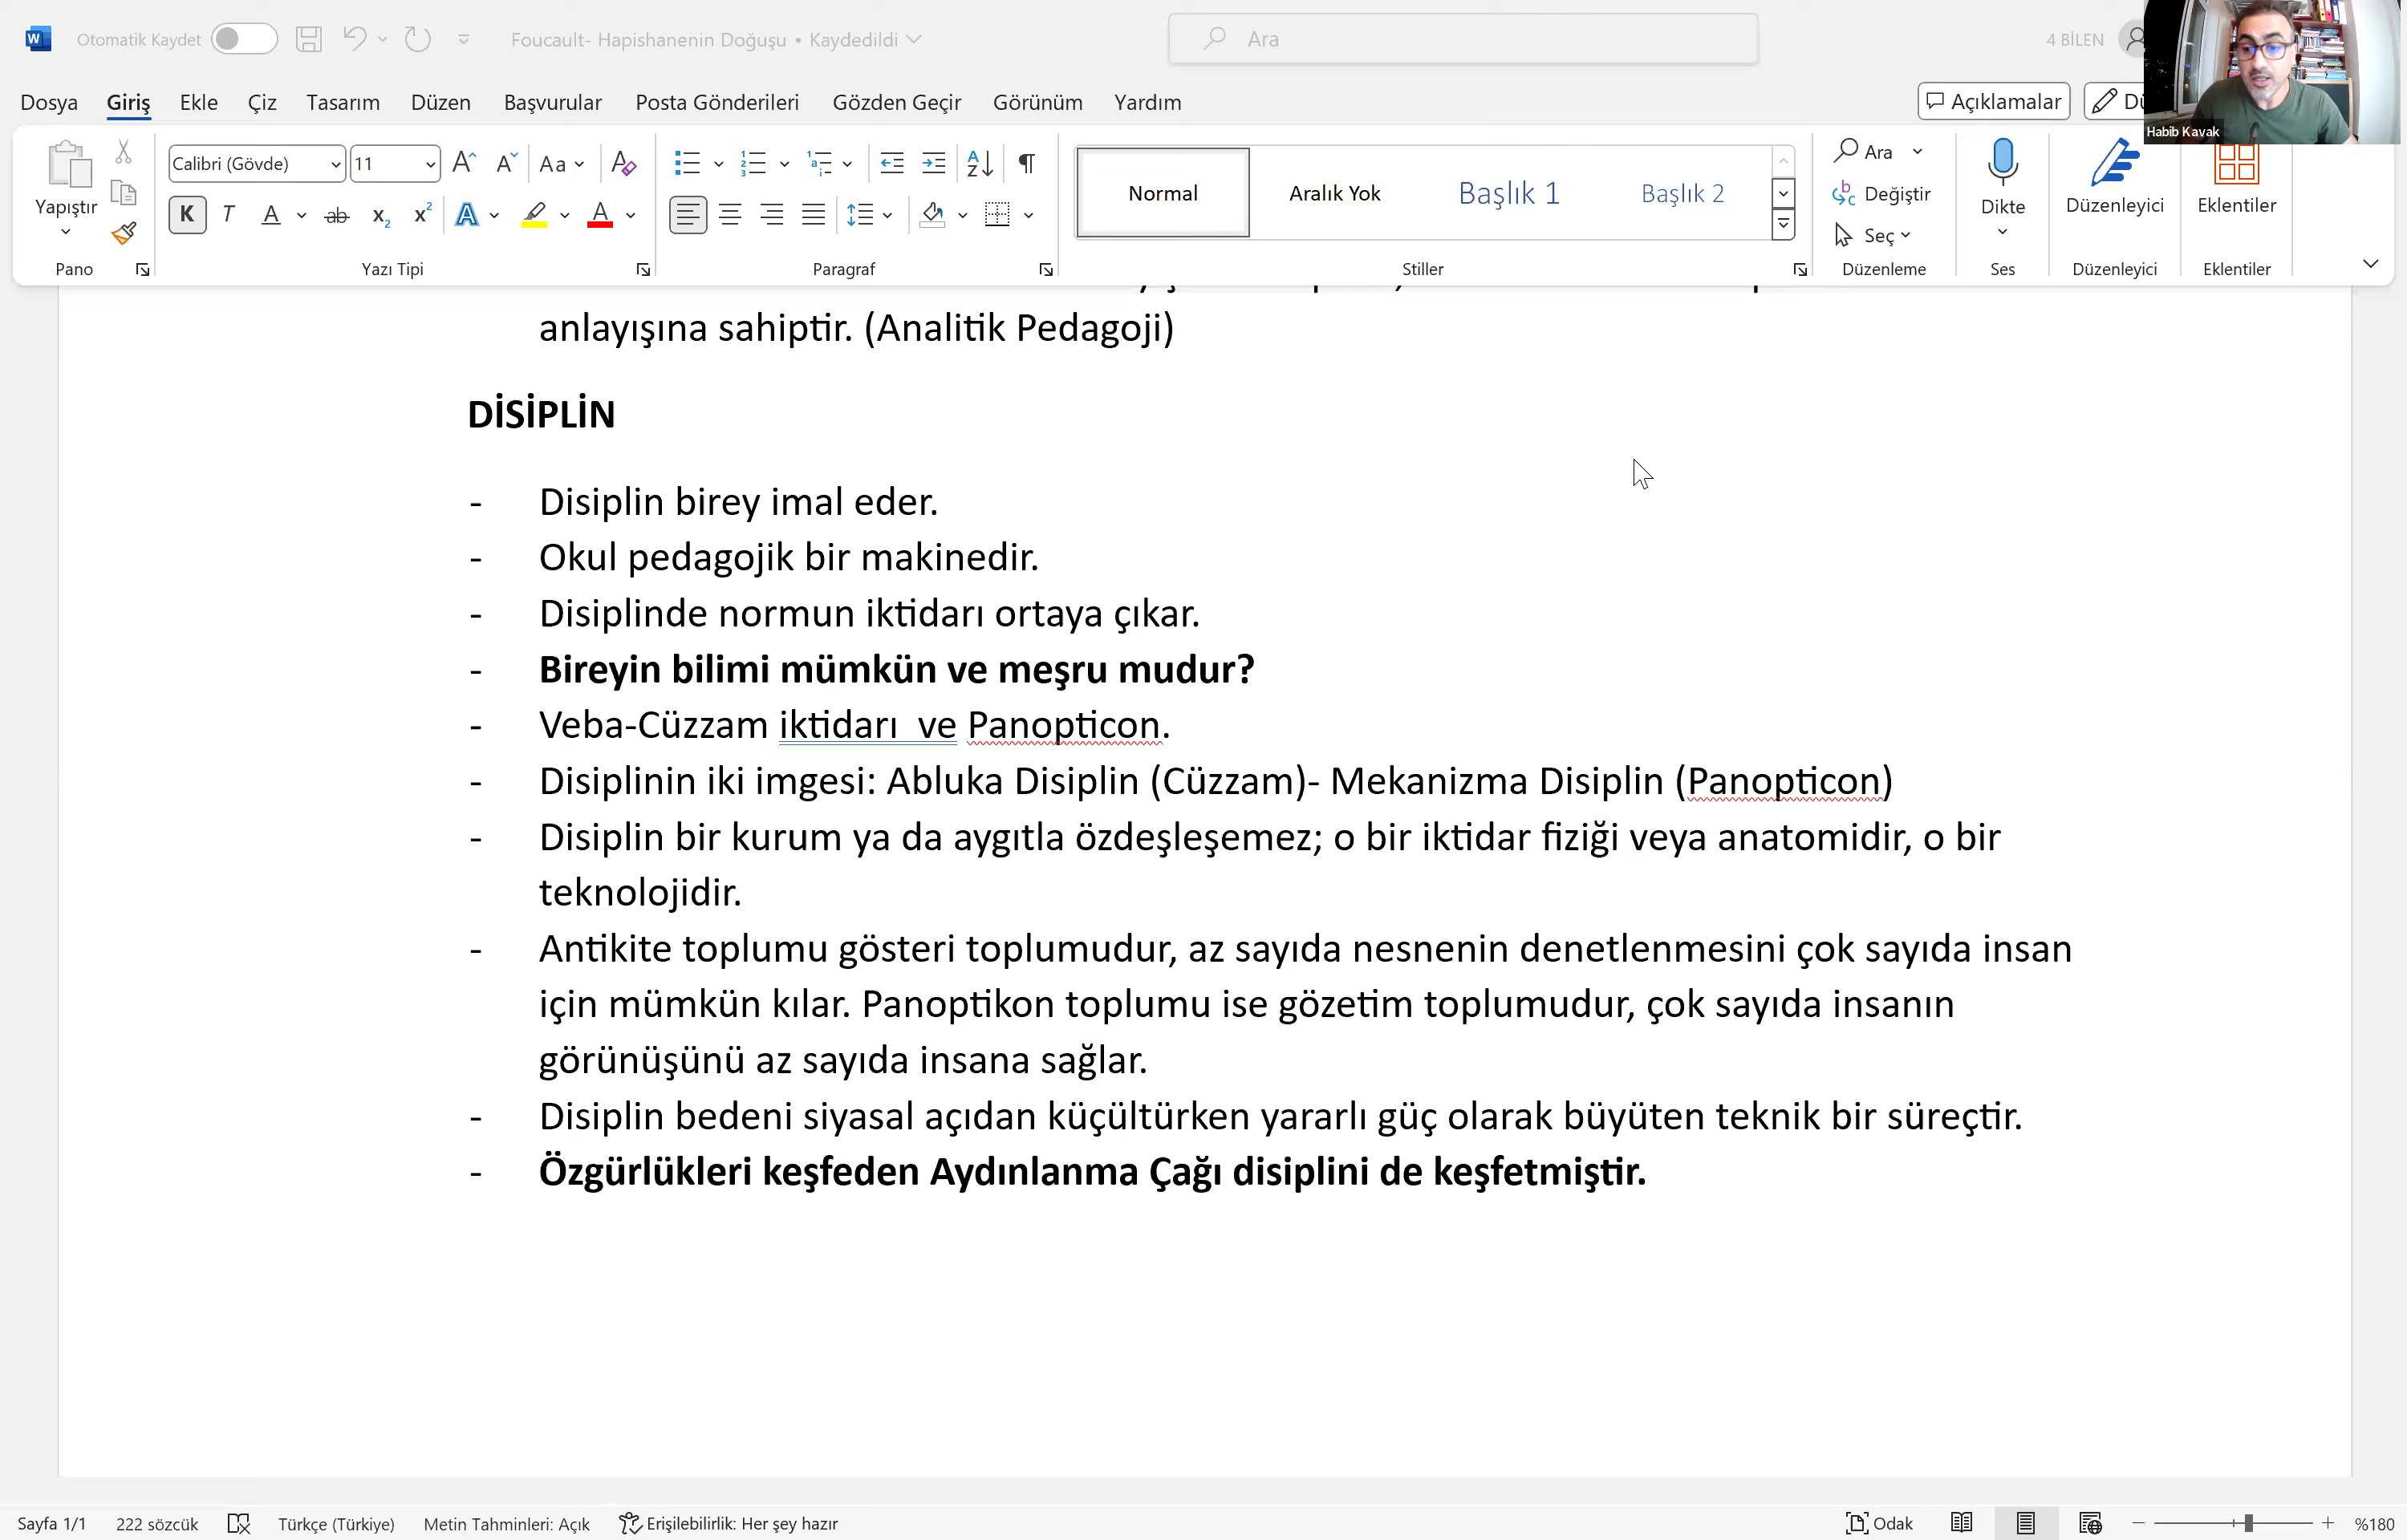 Otomatik Kaydet
Foucault- Hapishanenin Doğuşu • Kaydedildi
Ara
4 BİLEN
Dosya Giriş Ekle Çiz Tasarım Düzen Başvurular Posta Gönderileri Gözden Geçir Görünüm Yardım
Açıklamalar
Habib Kavak
Yapıştır
Pano
Calibri (Gövde) 11
K T A ab x₂ x²
Yazı Tipi
Paragraf
Normal Aralık Yok Başlık 1 Başlık 2
Stiller
Ara
Değiştir
Seç
Düzenleme
Dikte
Ses
Düzenleyici
Düzenleyici
Eklentiler
Eklentiler
anlayışına sahiptir. (Analitik Pedagoji)
DİSİPLİN
- Disiplin birey imal eder.
- Okul pedagojik bir makinedir.
- Disiplinde normun iktidarı ortaya çıkar.
- Bireyin bilimi mümkün ve meşru mudur?
- Veba-Cüzzam iktidarı ve Panopticon.
- Disiplinin iki imgesi: Abluka Disiplin (Cüzzam)- Mekanizma Disiplin (Panopticon)
- Disiplin bir kurum ya da aygıtla özdeşleşemez; o bir iktidar fiziği veya anatomidir, o bir
teknolojidir.
- Antikite toplumu gösteri toplumudur, az sayıda nesnenin denetlenmesini çok sayıda insan
için mümkün kılar. Panoptikon toplumu ise gözetim toplumudur, çok sayıda insanın
görünüşünü az sayıda insana sağlar.
- Disiplin bedeni siyasal açıdan küçültürken yararlı güç olarak büyüten teknik bir süreçtir.
- Özgürlükleri keşfeden Aydınlanma Çağı disiplini de keşfetmiştir.
Sayfa 1/1 222 sözcük Türkçe (Türkiye) Metin Tahminleri: Açık Erişilebilirlik: Her şey hazır
Odak
%180